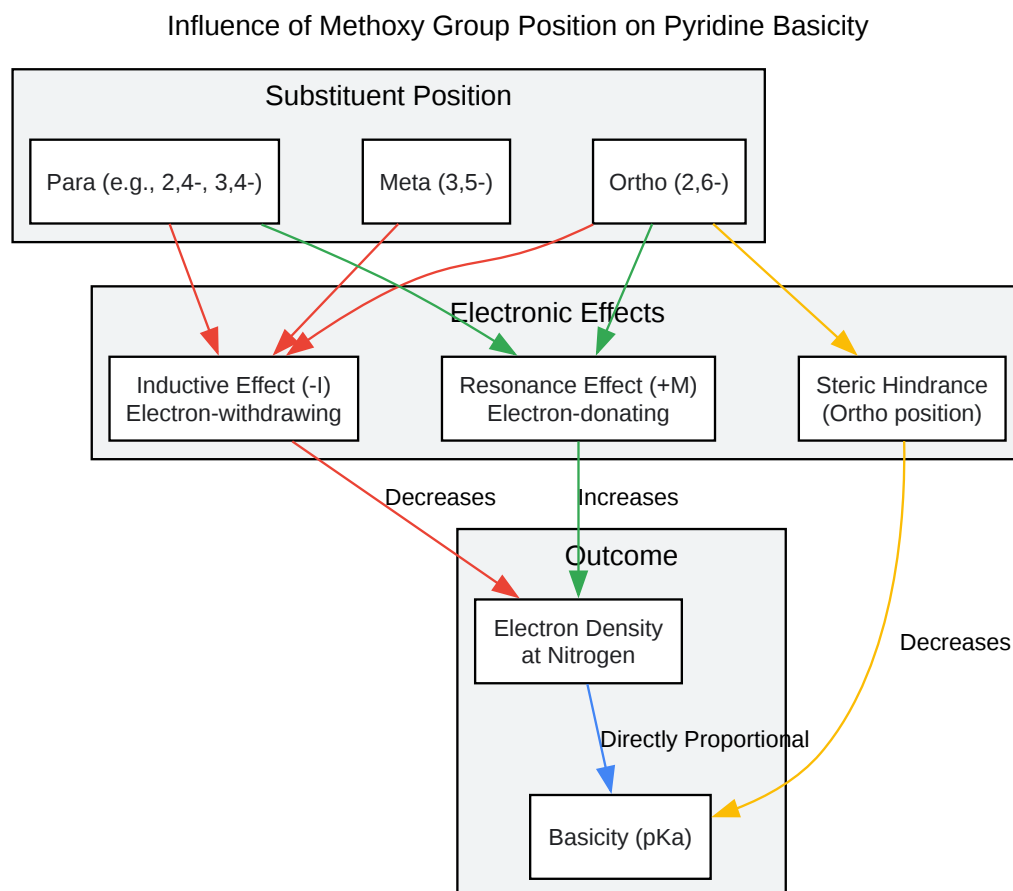 Influence of Methoxy Group Position on Pyridine Basicity
Substituent Position
Para (e.g., 2,4-, 3,4-)
Meta (3,5-)
Ortho (2,6-)
Electronic Effects
Inductive Effect (-I)
Electron-withdrawing
Resonance Effect (+M)
Electron-donating
Steric Hindrance
(Ortho position)
Decreases
Increases
Outcome
Electron Density
at Nitrogen
Decreases
Directly Proportional
Basicity (pKa)